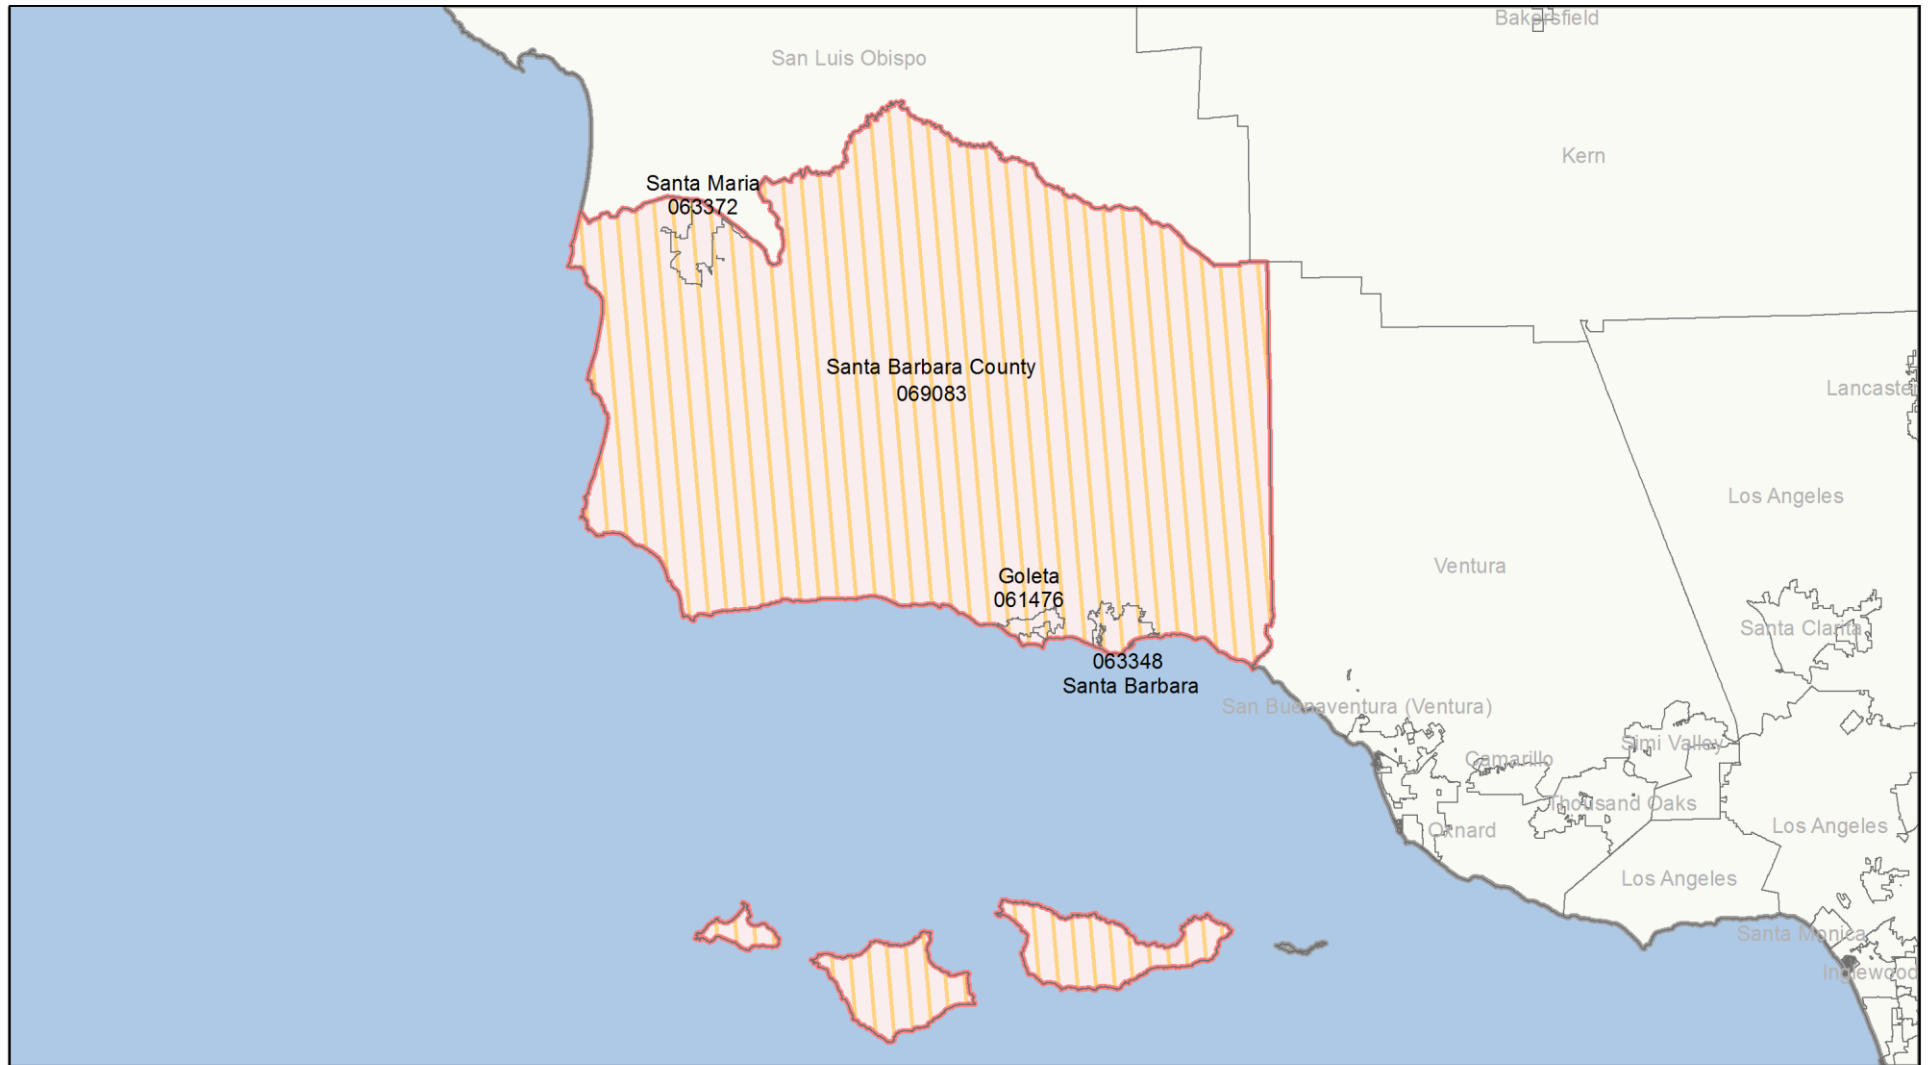 Bakersfield
San Luis Obispo
Kern
Santa Maria
063372
Santa Barbara County
069083
Lancaster
Los Angeles
Ventura
Goleta
061476
Santa Clarita
063348
Santa Barbara
San Buenaventura (Ventura)
Simi Valley
Camarillo
Thousand Oaks
Oxnard
Los Angeles
Los Angeles
Santa Monica
Inglewood